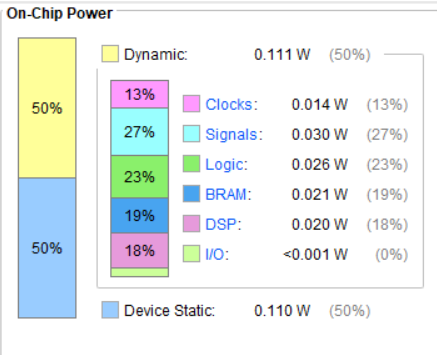 On-Chip Power
Dynamic: 0.111 W (50%)
50%
13% Clocks: 0.014 W (13%)
27% Signals: 0.030 W (27%)
23% Logic: 0.026 W (23%)
19% BRAM: 0.021 W (19%)
18% DSP: 0.020 W (18%)
I/O: <0.001 W (0%)
50%
Device Static: 0.110 W (50%)